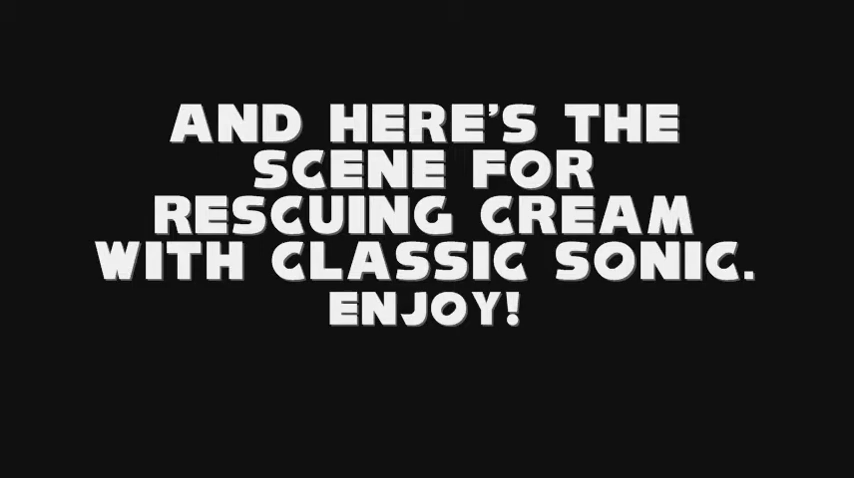 AND HERE'S THE
SCENE FOR
RESCUING CREAM
WITH CLASSIC SONIC.
ENJOY!